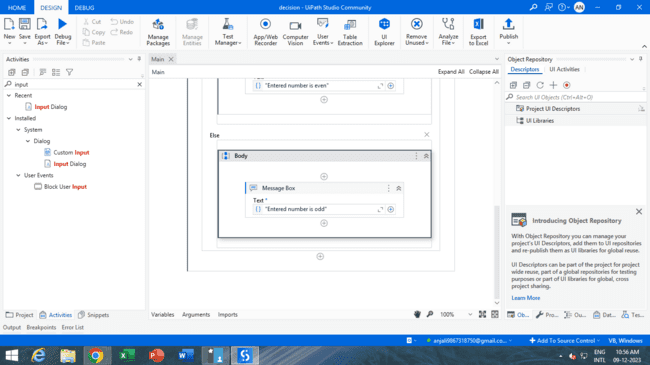 decision - UiPath Studio Community
HOME DESIGN DEBUG
AN
New Save Export As Debug File
Cut Undo
Copy Redo
Paste
Manage Packages
Manage Entities
Test Manager
App/Web Recorder
Computer Vision
User Events
Table Extraction
UI Explorer
Remove Unused
Analyze File
Export to Excel
Publish
Activities
input
Recent
Input Dialog
Installed
System
Dialog
Custom Input
Input Dialog
User Events
Block User Input
Project Activities Snippets
Main
Main Expand All Collapse All
"Entered number is even"
Else
Body
Message Box
Text *
"Entered number is odd"
Variables Arguments Imports
100%
Object Repository
Descriptors UI Activities
Search UI Objects (Ctrl+Alt+O)
Project UI Descriptors
UI Libraries
Introducing Object Repository
With Object Repository you can manage your project's UI Descriptors, add them to UI repositories and re-publish them as UI libraries for global reuse.
UI Descriptors can be part of the project for project wide reuse, part of a global repositories for testing purposes or part of UI libraries for global, cross project sharing.
Learn More
Ob... Pro... Ou... Dat... Tes...
Output Breakpoints Error List
anjali9867318750@gmail.co...
Add To Source Control
VB, Windows
ENG
INTL
10:56 AM
09-12-2023